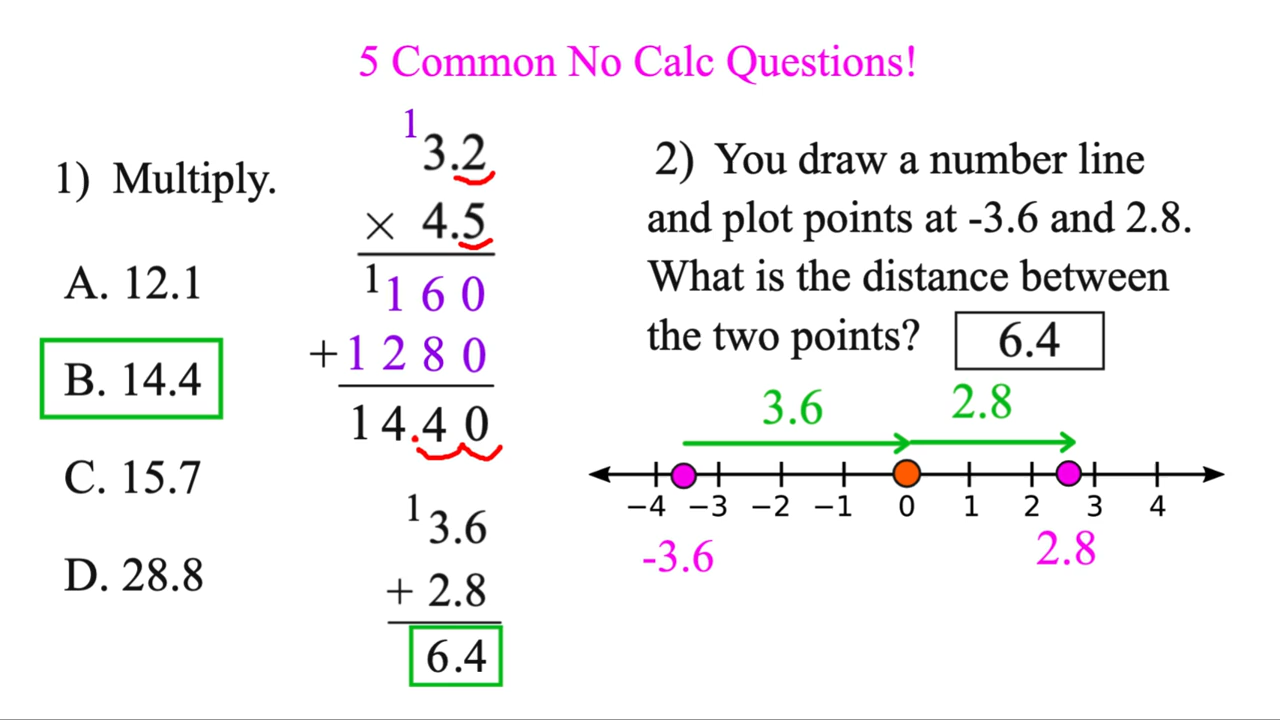 5 Common No Calc Questions!
1) Multiply.
A. 12.1
B. 14.4
C. 15.7
D. 28.8
1
3.2
× 4.5
1 1 6 0
+ 1 2 8 0
1 4 . 4 0
1
3.6
+ 2.8
6.4
2) You draw a number line
and plot points at -3.6 and 2.8.
What is the distance between
the two points? 6.4
3.6 2.8
−4 −3 −2 −1 0 1 2 3 4
-3.6 2.8